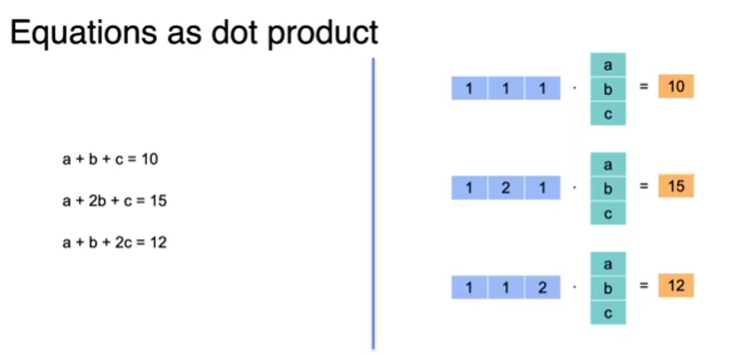 Equations as dot product
a + b + c = 10
a + 2b + c = 15
a + b + 2c = 12
a
1 1 1 · b = 10
c
a
1 2 1 · b = 15
c
a
1 1 2 · b = 12
c